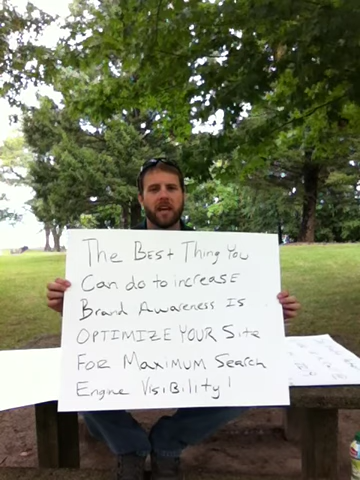 The Best Thing You
Can do to increase
Brand Awareness Is
OPTIMIZE YOUR Site
For Maximum Search
Engine Visibility!